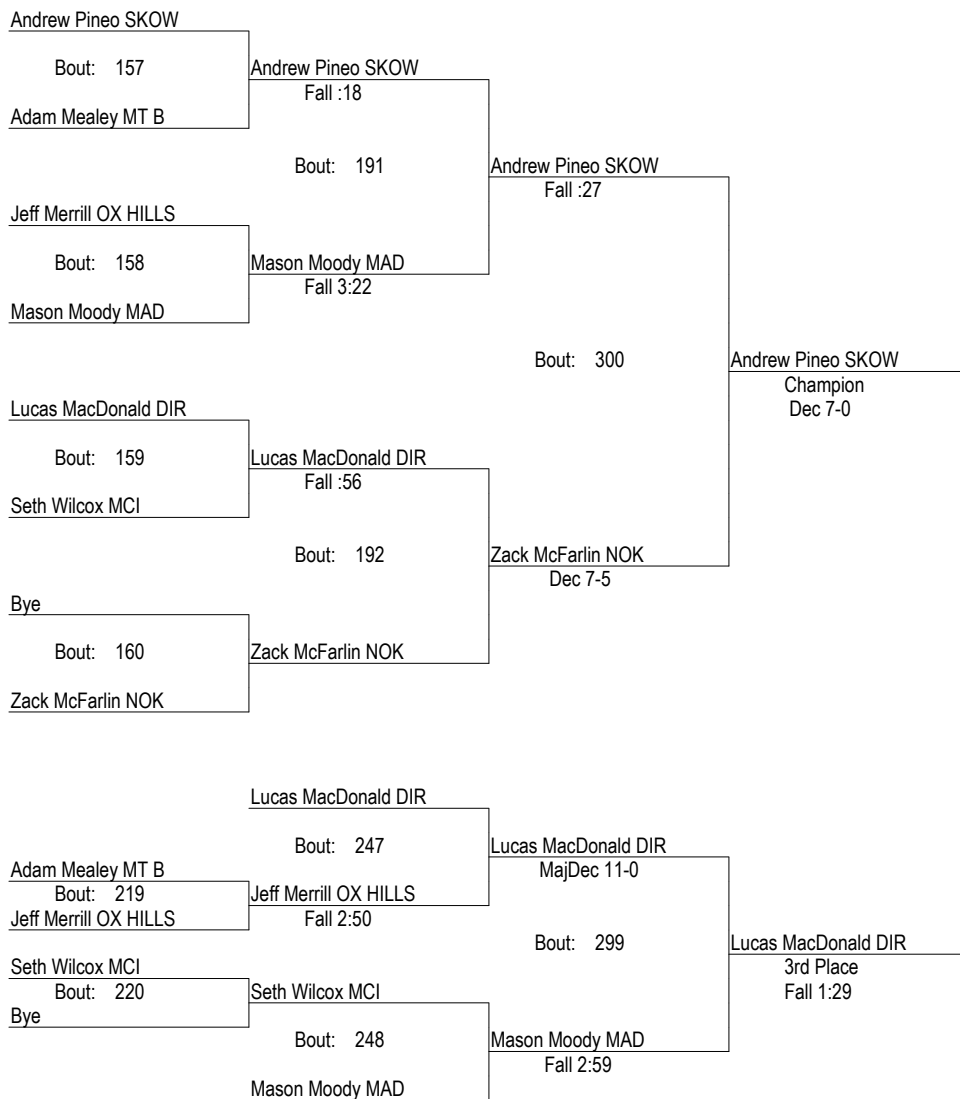 Andrew Pineo SKOW
Bout: 157
Andrew Pineo SKOW
Fall :18
Adam Mealey MT B
Bout: 191
Andrew Pineo SKOW
Fall :27
Jeff Merrill OX HILLS
Bout: 158
Mason Moody MAD
Fall 3:22
Mason Moody MAD
Bout: 300
Andrew Pineo SKOW
Champion
Dec 7-0
Lucas MacDonald DIR
Bout: 159
Lucas MacDonald DIR
Fall :56
Seth Wilcox MCI
Bout: 192
Zack McFarlin NOK
Dec 7-5
Bye
Bout: 160
Zack McFarlin NOK
Zack McFarlin NOK
Lucas MacDonald DIR
Bout: 247
Lucas MacDonald DIR
MajDec 11-0
Adam Mealey MT B
Bout: 219
Jeff Merrill OX HILLS
Jeff Merrill OX HILLS
Fall 2:50
Bout: 299
Lucas MacDonald DIR
3rd Place
Fall 1:29
Seth Wilcox MCI
Bout: 220
Seth Wilcox MCI
Bye
Bout: 248
Mason Moody MAD
Fall 2:59
Mason Moody MAD